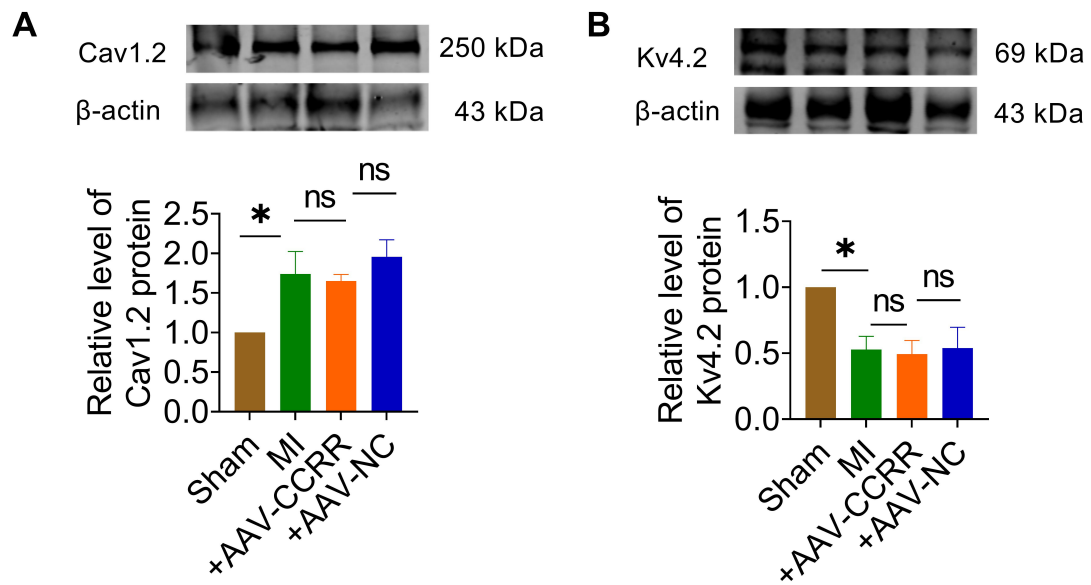 A
Cav1.2
250 kDa
β-actin
43 kDa
ns
ns
*
Relative level of
Cav1.2 protein
2.5
2.0
1.5
1.0
0.5
0.0
Sham
MI
+AAV-CCRR
+AAV-NC
B
Kv4.2
69 kDa
β-actin
43 kDa
*
ns
ns
Relative level of
Kv4.2 protein
1.5
1.0
0.5
0.0
Sham
MI
+AAV-CCRR
+AAV-NC